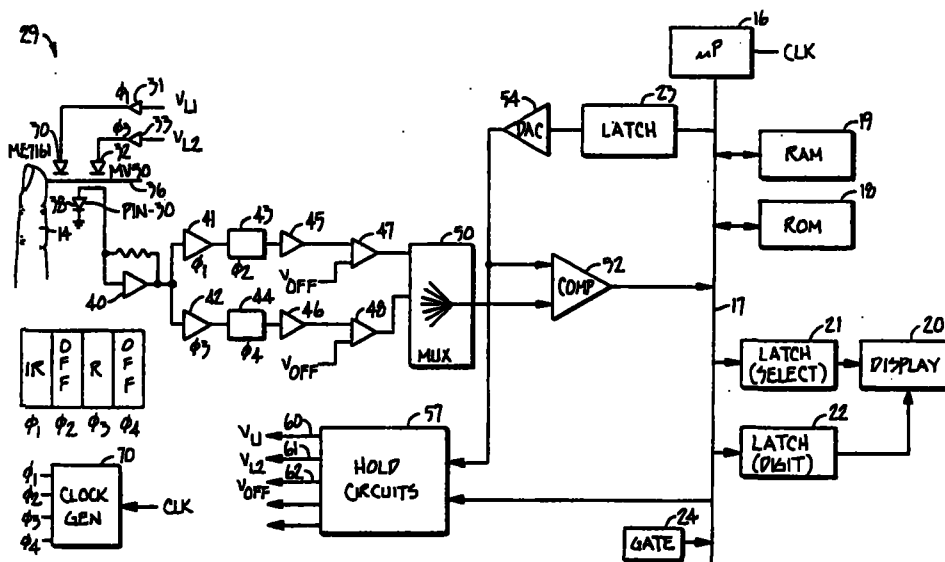 29
16
μP
CLK
φ1
31
VL1
30
ME7161
φ3
33
VL2
32
MV50
36
38
PIN-30
14
54
DAC
23
LATCH
19
RAM
18
ROM
40
41
φ1
43
φ2
45
VOFF
47
50
MUX
42
φ3
44
φ4
46
VOFF
48
52
COMP
17
21
LATCH
(SELECT)
20
DISPLAY
22
LATCH
(DIGIT)
IR
OFF
R
OFF
φ1 φ2 φ3 φ4
70
φ1
φ2
φ3
φ4
CLOCK
GEN
CLK
57
HOLD
CIRCUITS
VL1
60
VL2
61
VOFF
62
24
GATE